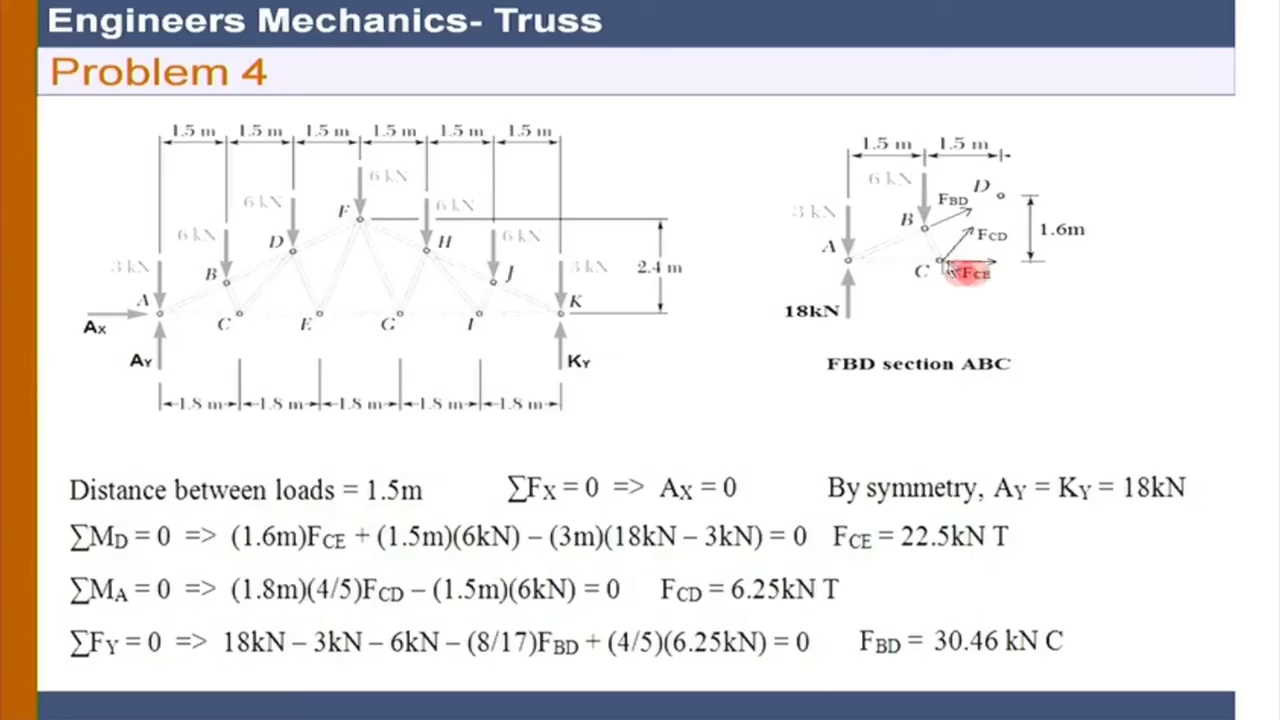 Engineers Mechanics- Truss
Problem 4
1.5 m 1.5 m 1.5 m 1.5 m 1.5 m 1.5 m
6 kN
F
6 kN 6 kN
D H
6 kN 6 kN
B J
2.4 m
3 kN 3 kN
A K
Ax C E G I
AY KY
1.8 m 1.8 m 1.8 m 1.8 m 1.8 m
1.5 m 1.5 m
6 kN D
FBD
3 kN B FCD 1.6m
A
C FCE
18kN
FBD section ABC
Distance between loads = 1.5m ∑FX = 0 => AX = 0 By symmetry, AY = KY = 18kN
∑MD = 0 => (1.6m)FCE + (1.5m)(6kN) – (3m)(18kN – 3kN) = 0 FCE = 22.5kN T
∑MA = 0 => (1.8m)(4/5)FCD – (1.5m)(6kN) = 0 FCD = 6.25kN T
∑FY = 0 => 18kN – 3kN – 6kN – (8/17)FBD + (4/5)(6.25kN) = 0 FBD = 30.46 kN C